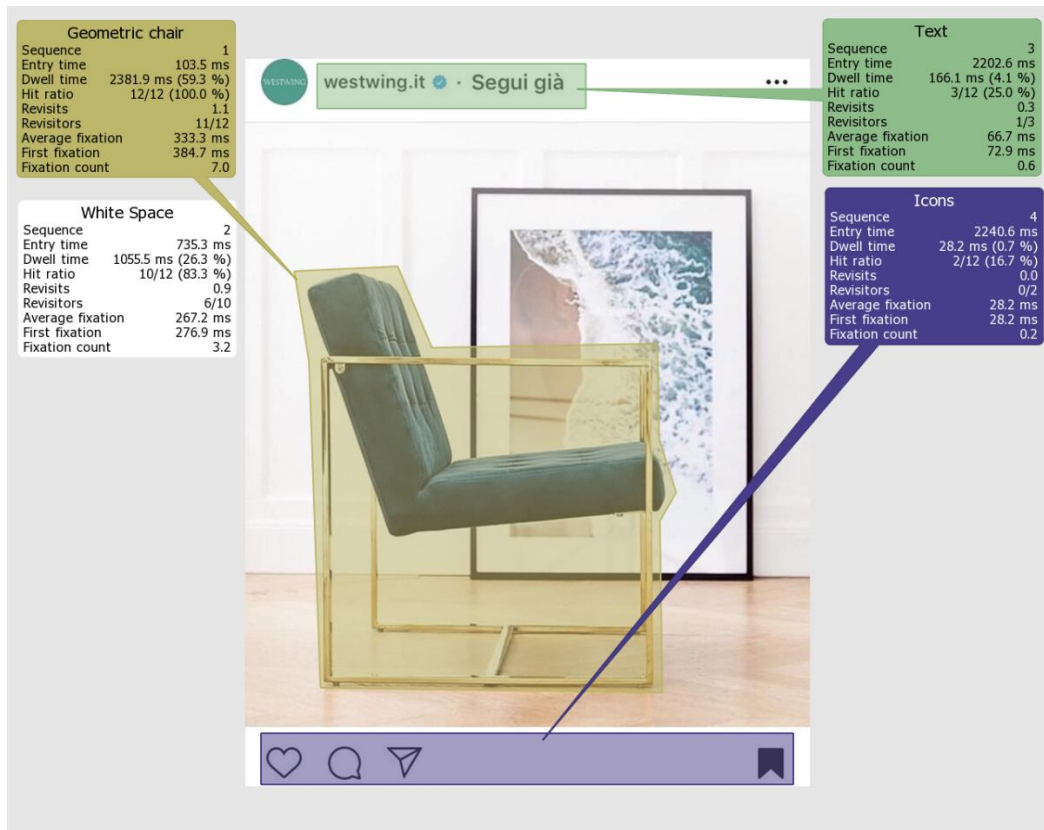 Geometric chair
Sequence 1
Entry time 103.5 ms
Dwell time 2381.9 ms (59.3 %)
Hit ratio 12/12 (100.0 %)
Revisits 1.1
Revisitors 11/12
Average fixation 333.3 ms
First fixation 384.7 ms
Fixation count 7.0
White Space
Sequence 2
Entry time 735.3 ms
Dwell time 1055.5 ms (26.3 %)
Hit ratio 10/12 (83.3 %)
Revisits 0.9
Revisitors 6/10
Average fixation 267.2 ms
First fixation 276.9 ms
Fixation count 3.2
WESTWING
westwing.it · Segui già
Text
Sequence 3
Entry time 2202.6 ms
Dwell time 166.1 ms (4.1 %)
Hit ratio 3/12 (25.0 %)
Revisits 0.3
Revisitors 1/3
Average fixation 66.7 ms
First fixation 72.9 ms
Fixation count 0.6
Icons
Sequence 4
Entry time 2240.6 ms
Dwell time 28.2 ms (0.7 %)
Hit ratio 2/12 (16.7 %)
Revisits 0.0
Revisitors 0/2
Average fixation 28.2 ms
First fixation 28.2 ms
Fixation count 0.2